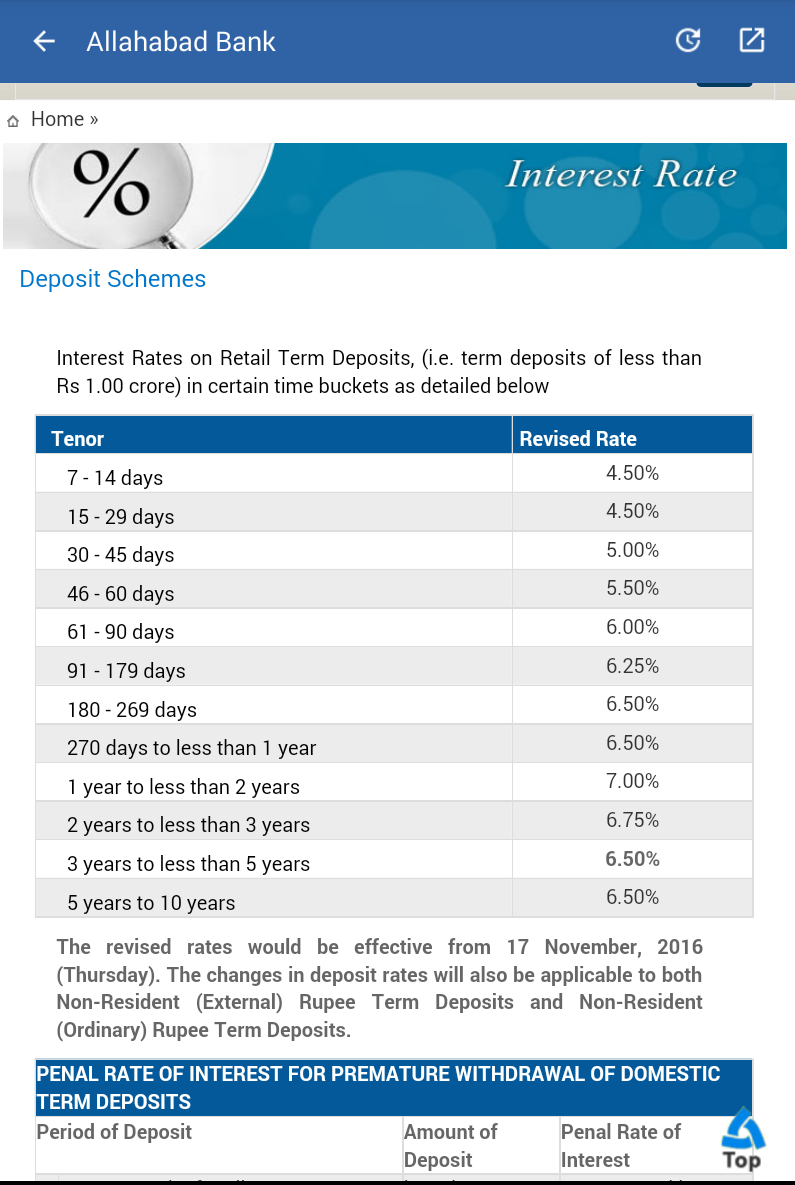 Allahabad Bank
Home »
%
Interest Rate
Deposit Schemes
Interest Rates on Retail Term Deposits, (i.e. term deposits of less than
Rs 1.00 crore) in certain time buckets as detailed below
Tenor Revised Rate
7 - 14 days 4.50%
15 - 29 days 4.50%
30 - 45 days 5.00%
46 - 60 days 5.50%
61 - 90 days 6.00%
91 - 179 days 6.25%
180 - 269 days 6.50%
270 days to less than 1 year 6.50%
1 year to less than 2 years 7.00%
2 years to less than 3 years 6.75%
3 years to less than 5 years 6.50%
5 years to 10 years 6.50%
The revised rates would be effective from 17 November, 2016
(Thursday). The changes in deposit rates will also be applicable to both
Non-Resident (External) Rupee Term Deposits and Non-Resident
(Ordinary) Rupee Term Deposits.
PENAL RATE OF INTEREST FOR PREMATURE WITHDRAWAL OF DOMESTIC
TERM DEPOSITS
Period of Deposit Amount of Penal Rate of
Deposit Interest
Top